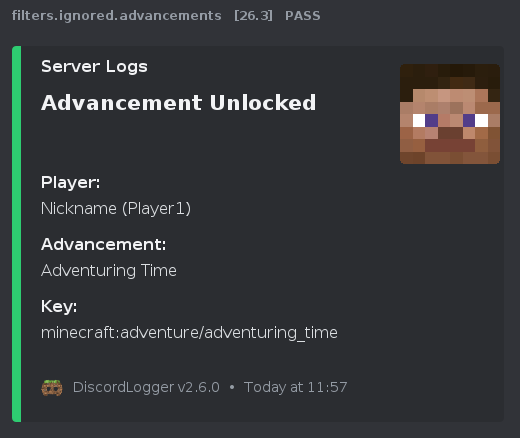 filters.ignored.advancements [26.3] PASS
Server Logs
Advancement Unlocked
Player:
Nickname (Player1)
Advancement:
Adventuring Time
Key:
minecraft:adventure/adventuring_time
DiscordLogger v2.6.0 • Today at 11:57